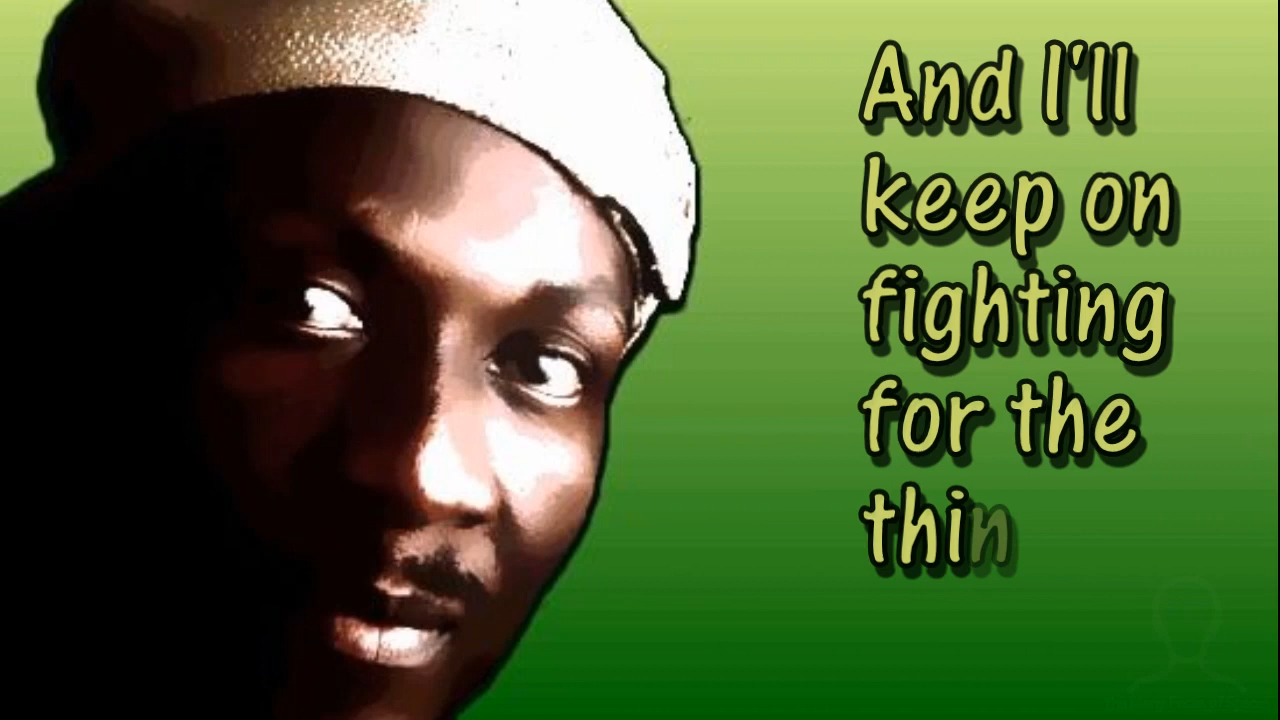 And I'll
keep on
fighting
for the
thin